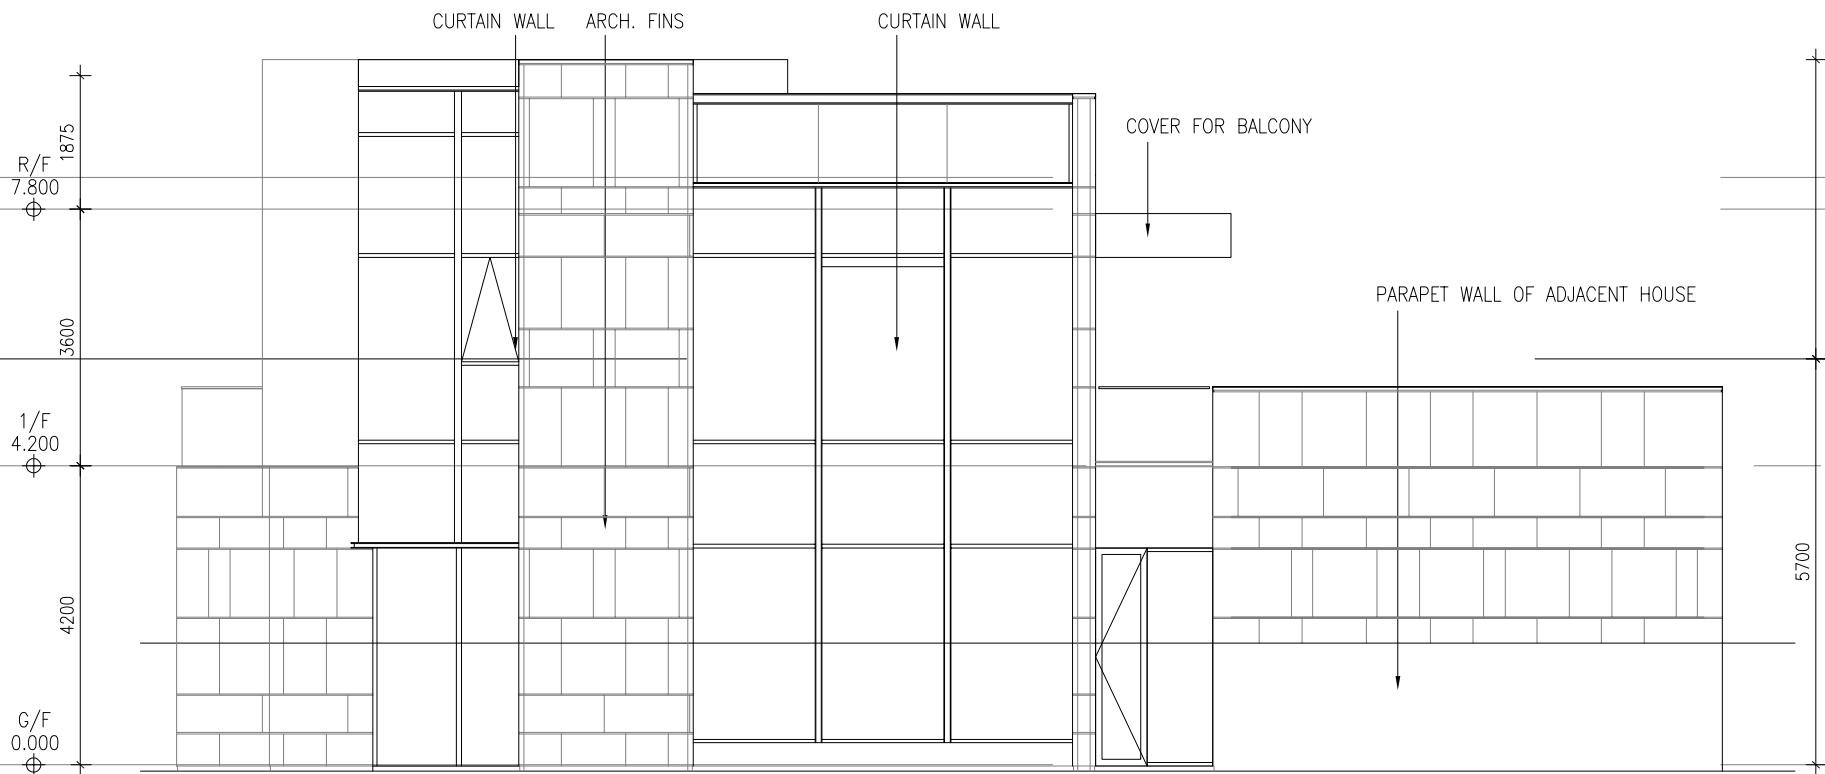 CURTAIN WALL
ARCH. FINS
CURTAIN WALL
COVER FOR BALCONY
1875
R/F
7.800
PARAPET WALL OF ADJACENT HOUSE
3600
1/F
4.200
5700
4200
G/F
0.000